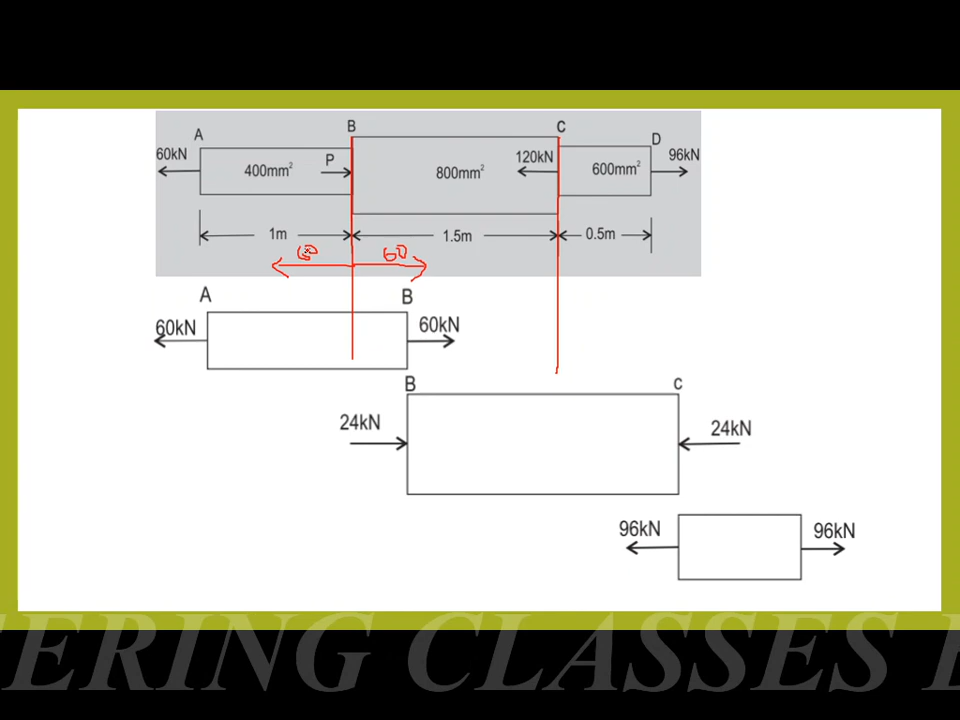 A B C D
60kN P 120kN 96kN
400mm² 800mm² 600mm²
1m 1.5m 0.5m
60 60
A B
60kN 60kN
B c
24kN 24kN
96kN 96kN
ERING CLASSES